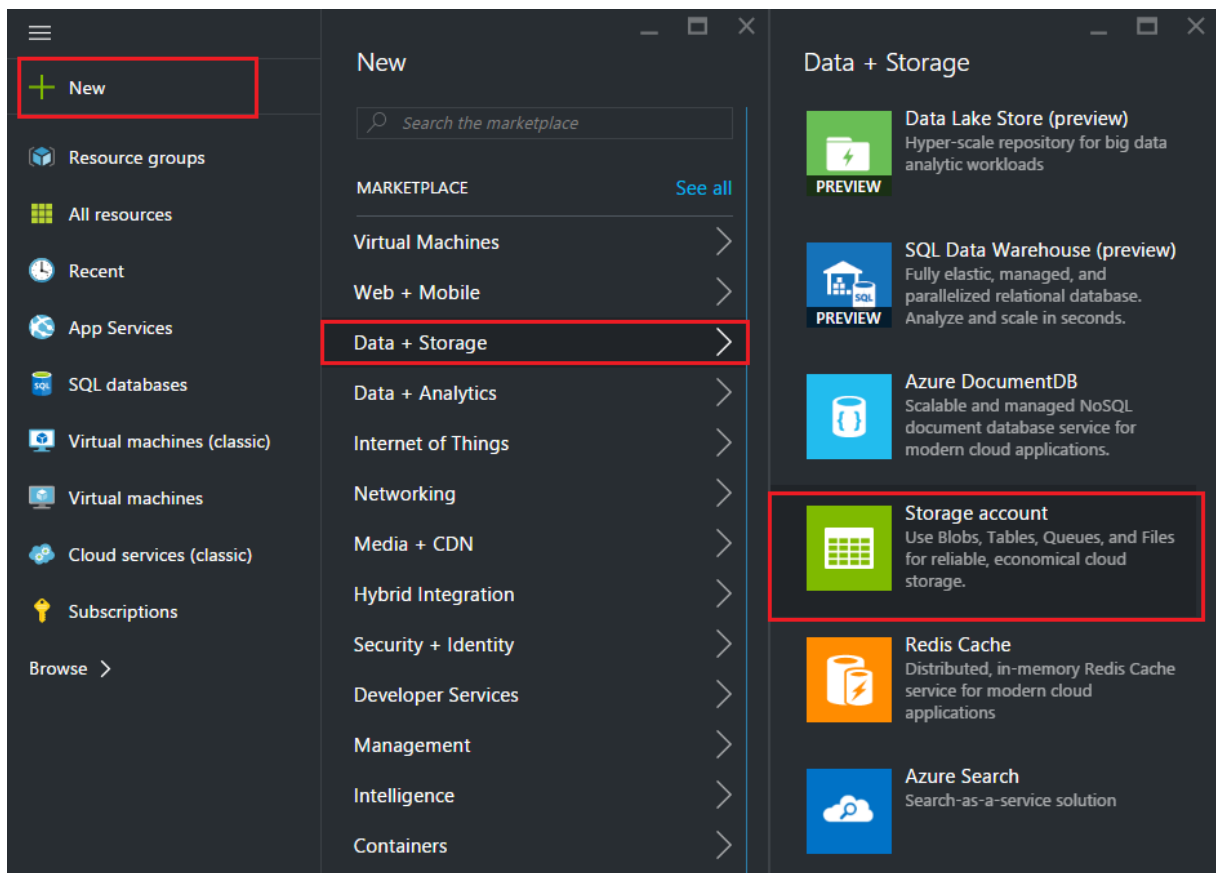 New
Resource groups
All resources
Recent
App Services
SQL
SQL databases
Virtual machines (classic)
Virtual machines
Cloud services (classic)
Subscriptions
Browse
New
Search the marketplace
MARKETPLACE See all
Virtual Machines
Web + Mobile
Data + Storage
Data + Analytics
Internet of Things
Networking
Media + CDN
Hybrid Integration
Security + Identity
Developer Services
Management
Intelligence
Containers
Data + Storage
PREVIEW
Data Lake Store (preview)
Hyper-scale repository for big data
analytic workloads
SQL
PREVIEW
SQL Data Warehouse (preview)
Fully elastic, managed, and
parallelized relational database.
Analyze and scale in seconds.
Azure DocumentDB
Scalable and managed NoSQL
document database service for
modern cloud applications.
Storage account
Use Blobs, Tables, Queues, and Files
for reliable, economical cloud
storage.
Redis Cache
Distributed, in-memory Redis Cache
service for modern cloud
applications
Azure Search
Search-as-a-service solution